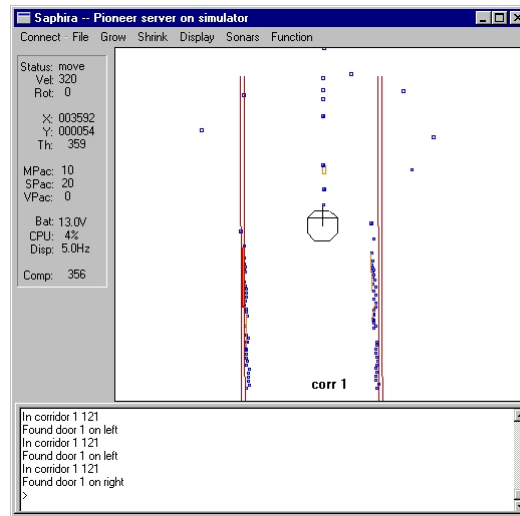 Saphira -- Pioneer server on simulator
Connect File Grow Shrink Display Sonars Function
Status: move
Vel: 320
Rot: 0
X: 003592
Y: 000054
Th: 359
MPac: 10
SPac: 20
VPac: 0
Bat: 13.0V
CPU: 4%
Disp: 5.0Hz
Comp: 356
corr 1
In corridor 1 121
Found door 1 on left
In corridor 1 121
Found door 1 on left
In corridor 1 121
Found door 1 on right
>